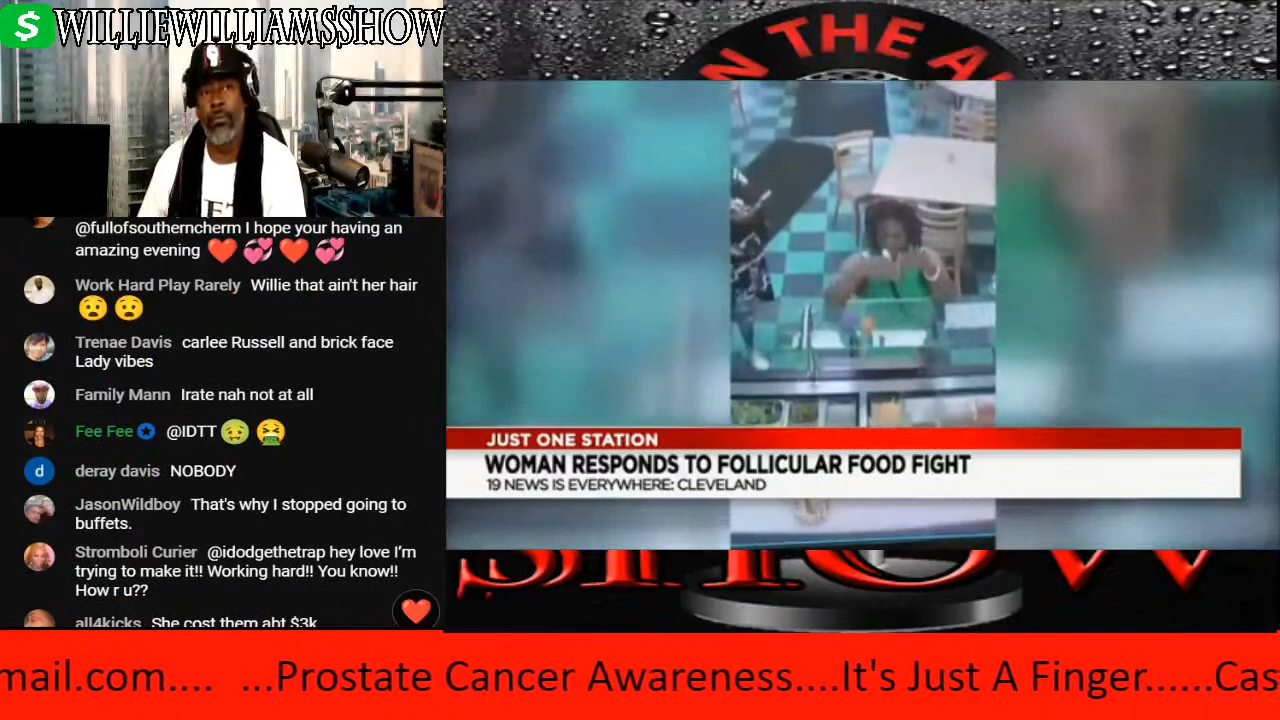 WILLIEWILLIAMSSHOW
N THE A
@fullofsoutherncherm I hope your having an
amazing evening
Work Hard Play Rarely Willie that ain't her hair
Trenae Davis carlee Russell and brick face
Lady vibes
Family Mann Irate nah not at all
Fee Fee @IDTT
d deray davis NOBODY
JasonWildboy That's why I stopped going to
buffets.
Stromboli Curier @idodgethetrap hey love I'm
trying to make it!! Working hard!! You know!!
How r u??
all4kicks She cost them abt $3k
JUST ONE STATION
WOMAN RESPONDS TO FOLLICULAR FOOD FIGHT
19 NEWS IS EVERYWHERE: CLEVELAND
SHOW
mail.com.... ...Prostate Cancer Awareness....It's Just A Finger......Cas